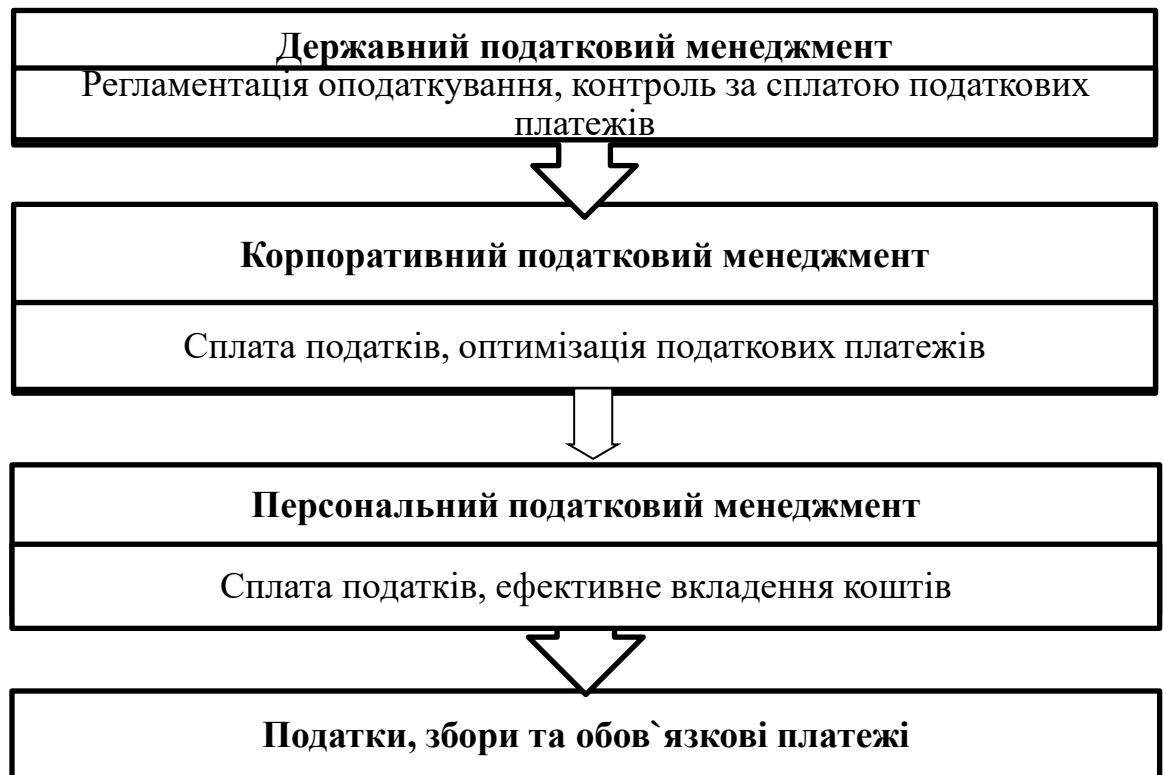 Державний податковий менеджмент
Регламентація оподаткування, контроль за сплатою податкових
платежів
Корпоративний податковий менеджмент
Сплата податків, оптимізація податкових платежів
Персональний податковий менеджмент
Сплата податків, ефективне вкладення коштів
Податки, збори та обов`язкові платежі